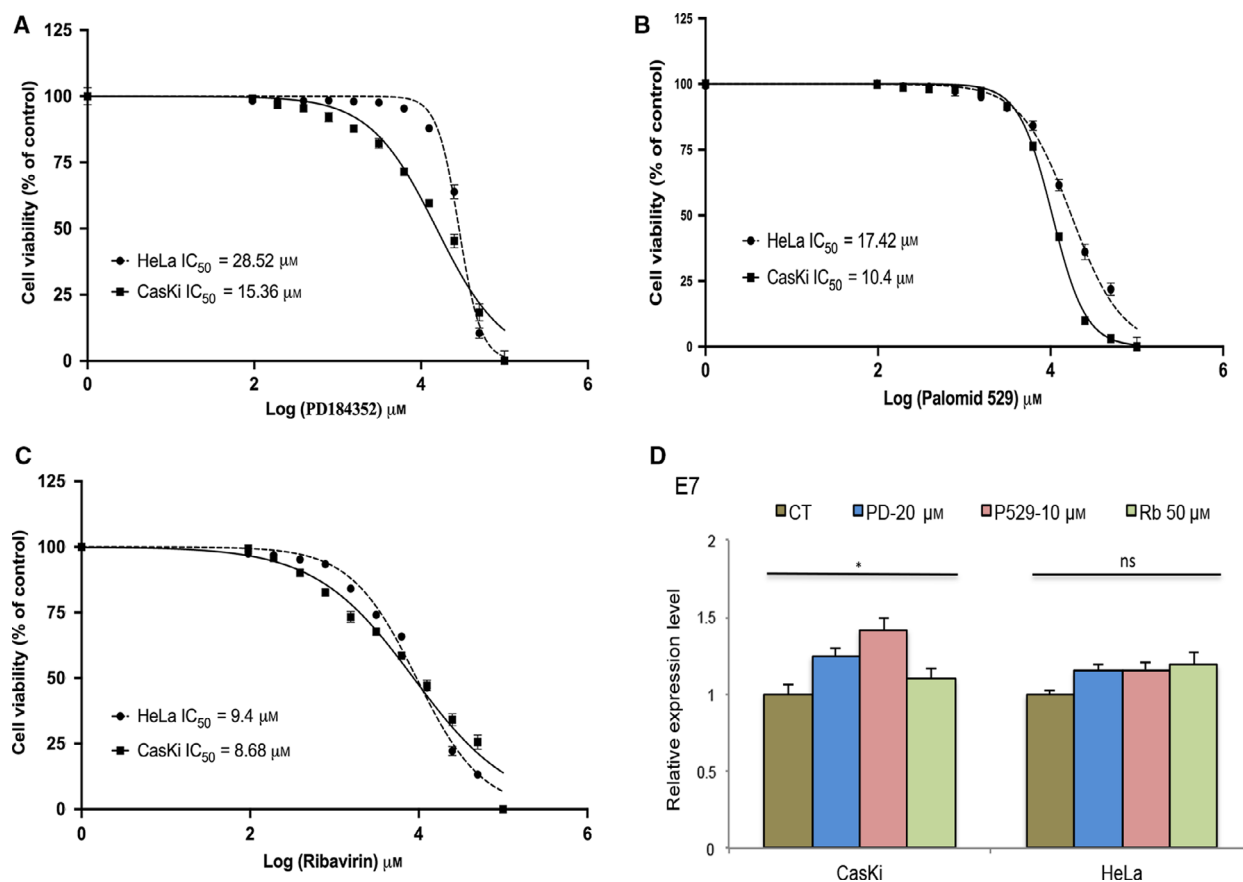 A
125
100
75
50
25
0
Cell viability (% of control)
HeLa IC50 = 28.52 μM
CasKi IC50 = 15.36 μM
0 2 4 6
Log (PD184352) μM
B
125
100
75
50
25
0
Cell viability (% of control)
HeLa IC50 = 17.42 μM
CasKi IC50 = 10.4 μM
0 2 4 6
Log (Palomid 529) μM
C
125
100
75
50
25
0
Cell viability (% of control)
HeLa IC50 = 9.4 μM
CasKi IC50 = 8.68 μM
0 2 4 6
Log (Ribavirin) μM
D
E7
CT PD-20 μM P529-10 μM Rb 50 μM
2
1.5
1
0.5
0
Relative expression level
* ns
CasKi HeLa